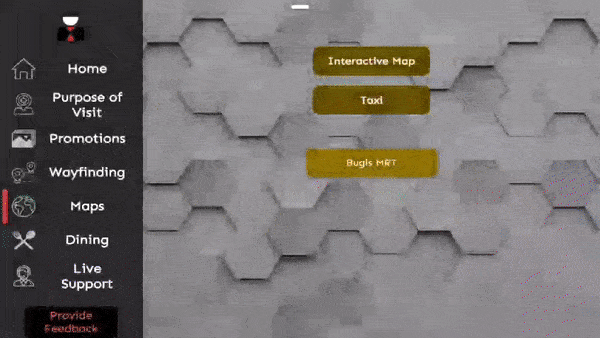 Home
Purpose of
Visit
Promotions
Wayfinding
Maps
Dining
Live
Support
Provide
Feedback
Interactive Map
Taxi
Bugis MRT